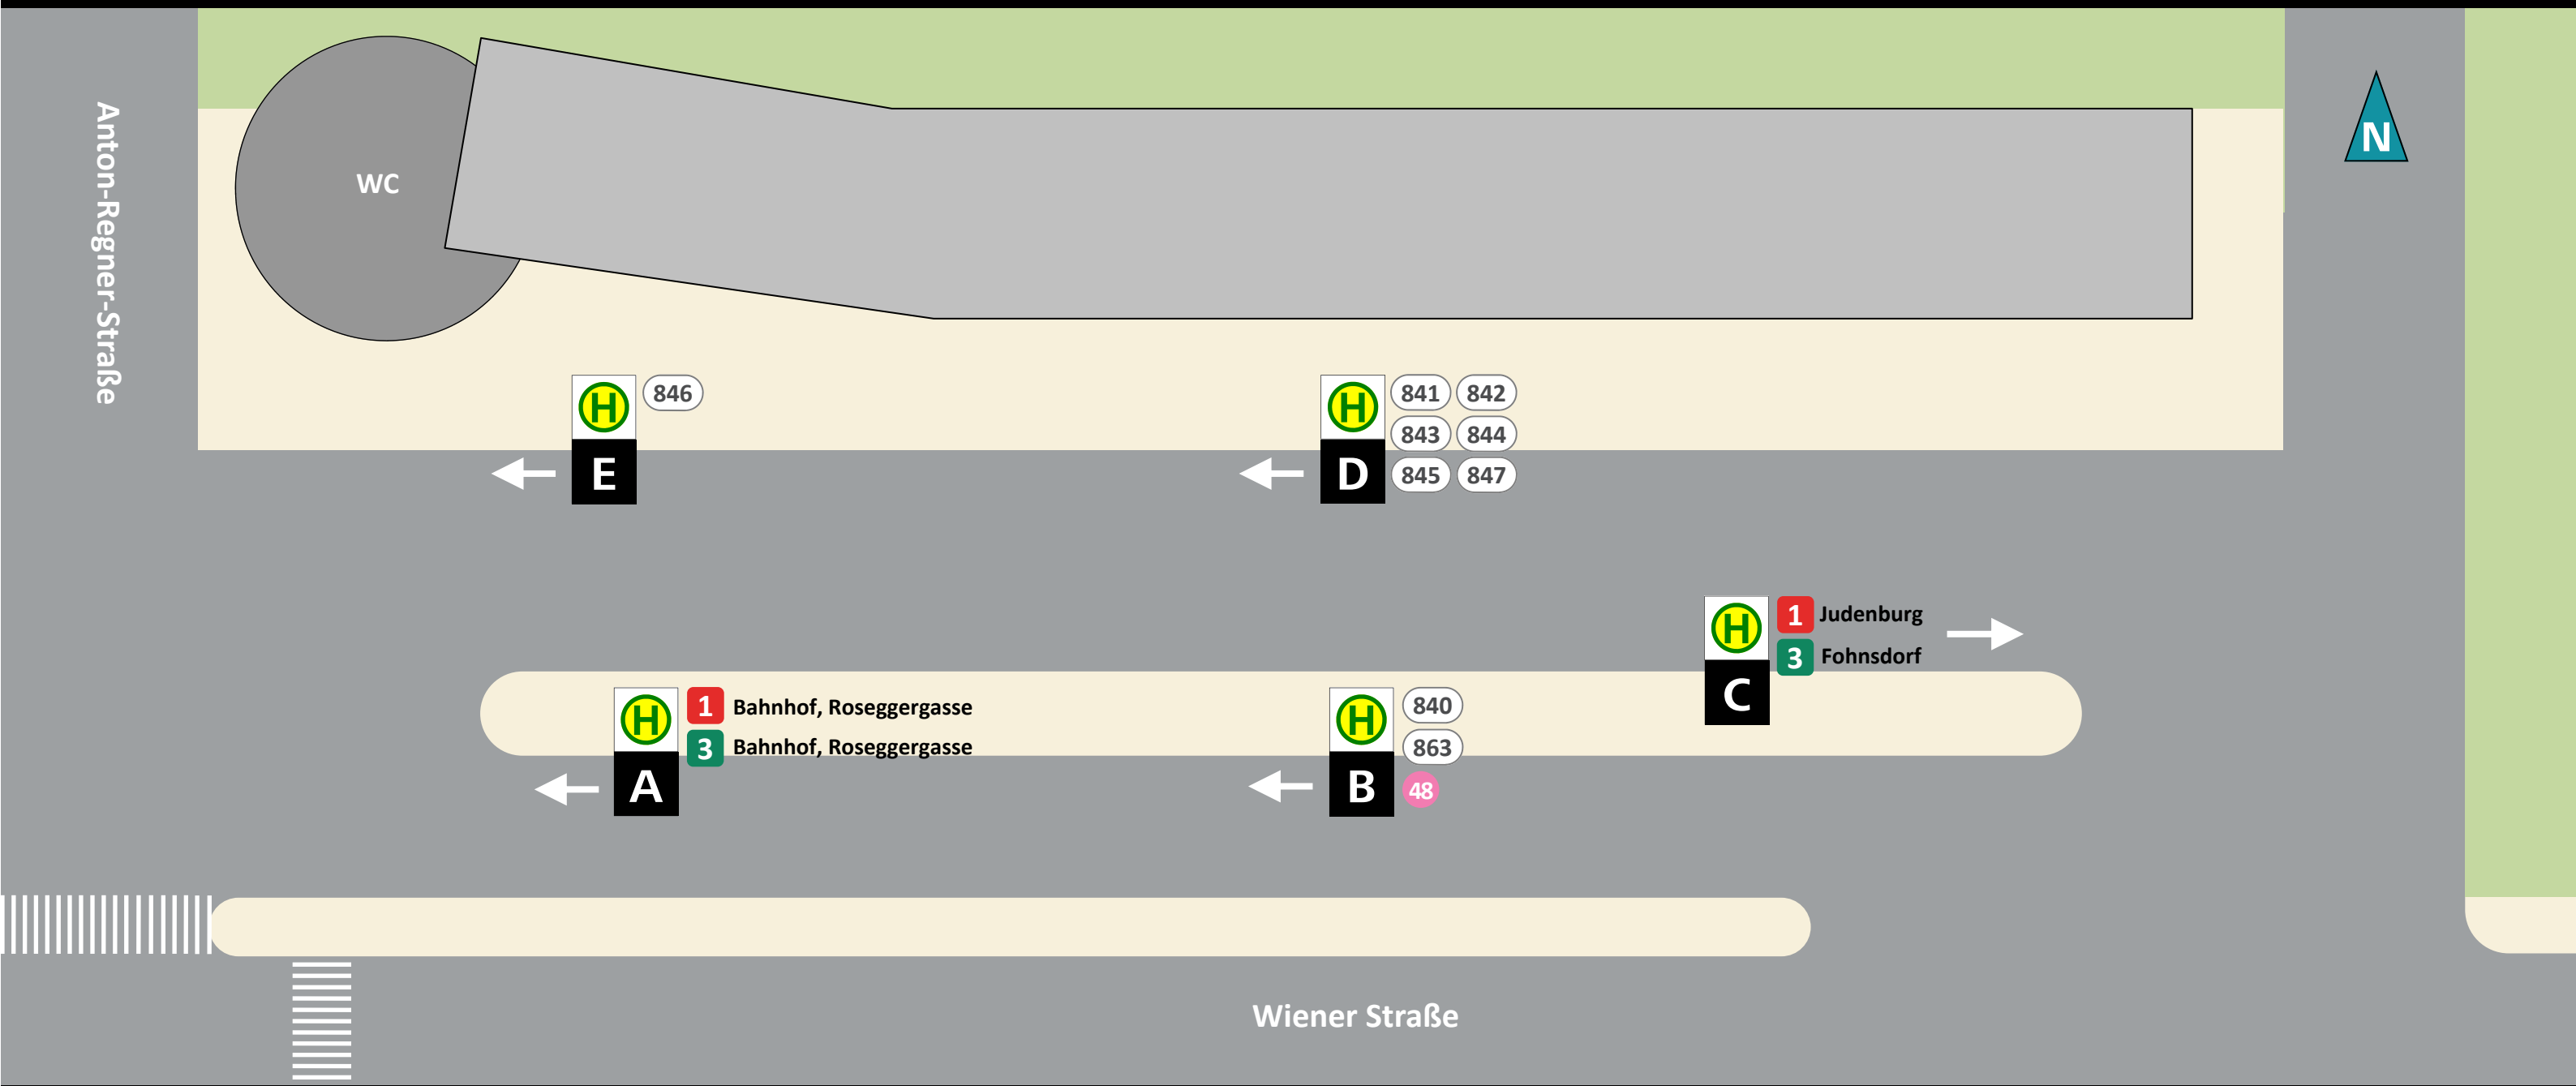 Anton-Regner-Straße
WC
N
H 846
E
H 841 842
843 844
D 845 847
H 1 Judenburg
3 Fohnsdorf
C
H 1 Bahnhof, Roseggergasse
3 Bahnhof, Roseggergasse
A
H 840
863
B 48
Wiener Straße